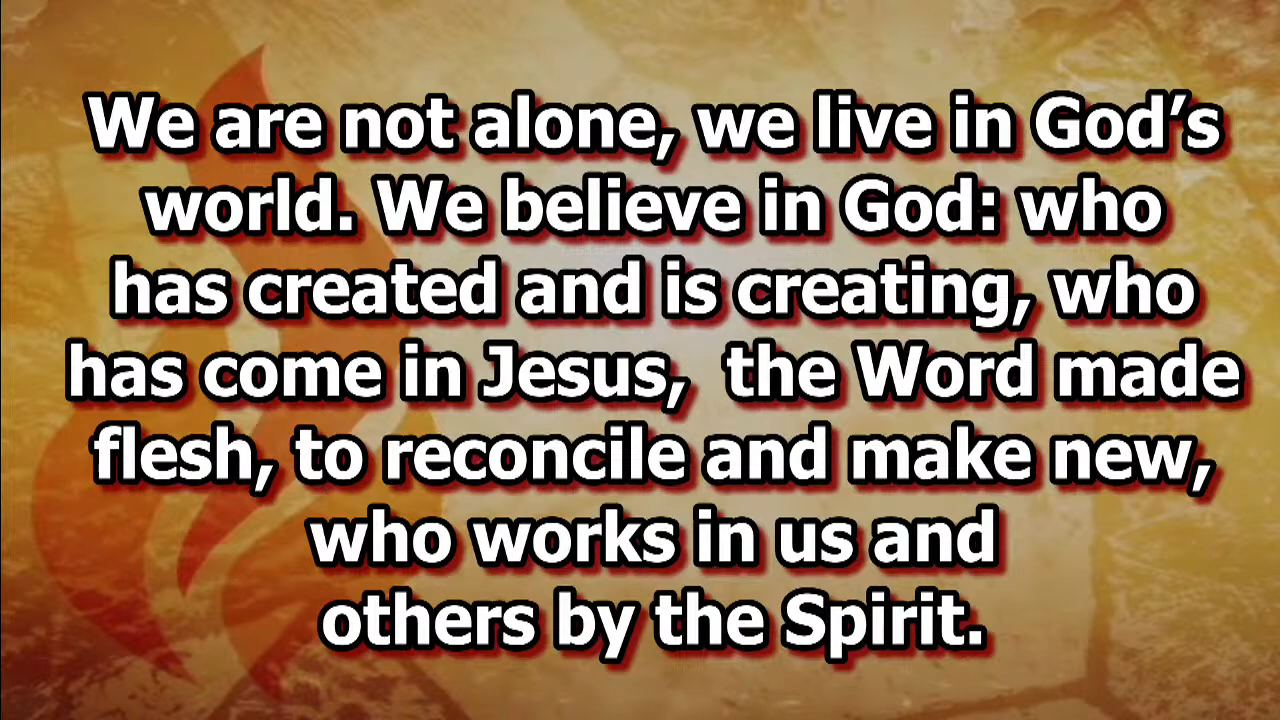 We are not alone, we live in God’s
world. We believe in God: who
has created and is creating, who
has come in Jesus,  the Word made
flesh, to reconcile and make new,
who works in us and
others by the Spirit.